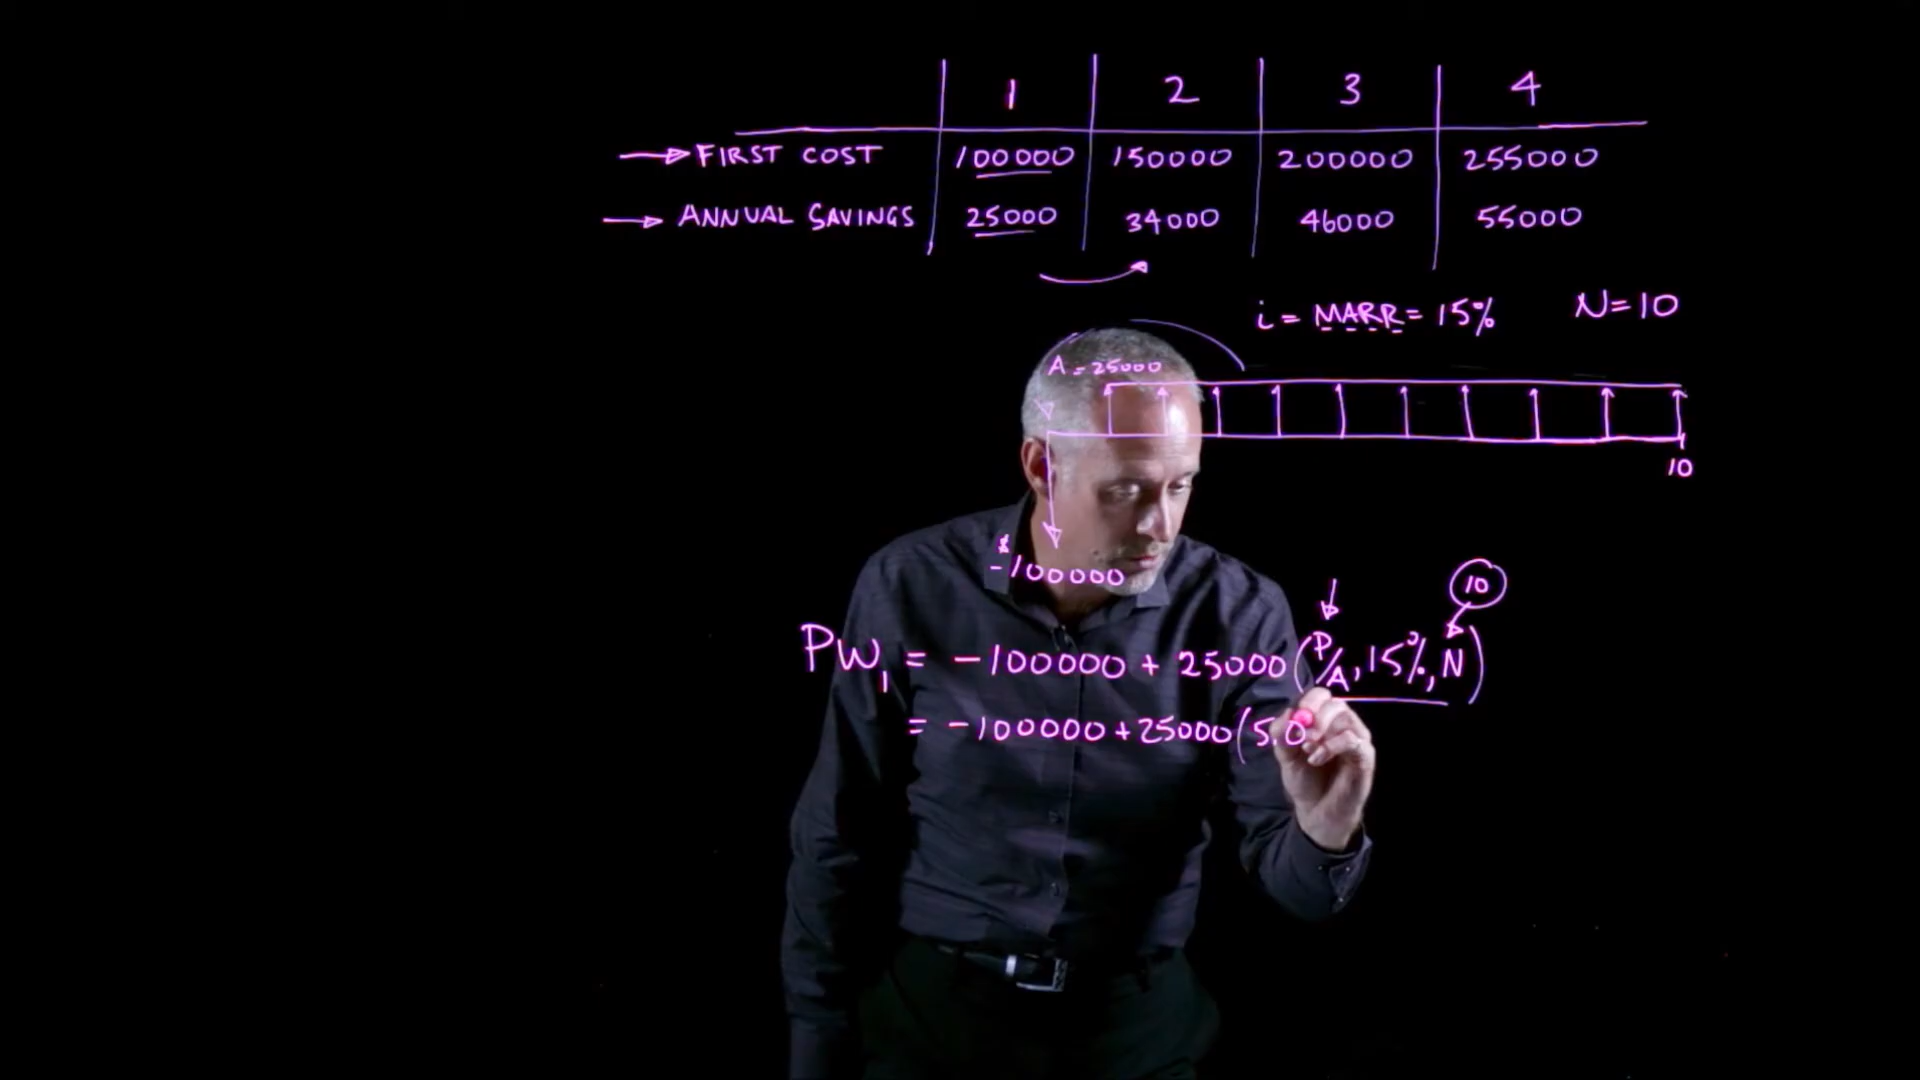 1 2 3 4
FIRST COST 100000 150000 200000 255000
ANNUAL SAVINGS 25000 34000 46000 55000
i = MARR = 15% N=10
A = 25000
10
$
-100000
10
PW1 = -100000 + 25000 (P/A, 15%, N)
= -100000 + 25000 (5.0